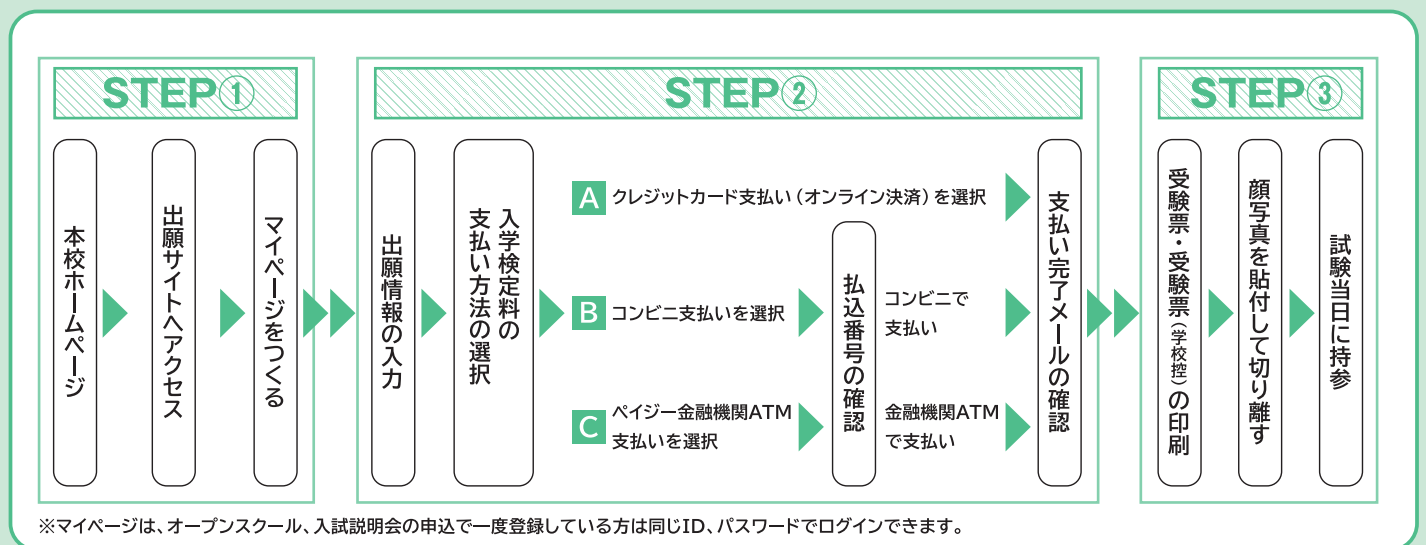 STEP①
本校ホームページ
出願サイトへアクセス
マイページをつくる
STEP②
出願情報の入力
入学検定料の
支払い方法の選択
A クレジットカード支払い（オンライン決済）を選択
B コンビニ支払いを選択
C ペイジー金融機関ATM
支払いを選択
払込番号の確認
コンビニで
支払い
金融機関ATM
で支払い
支払い完了メールの確認
STEP③
受験票・受験票（学校控）の印刷
顔写真を貼付して切り離す
試験当日に持参
※マイページは、オープンスクール、入試説明会の申込で一度登録している方は同じID、パスワードでログインできます。